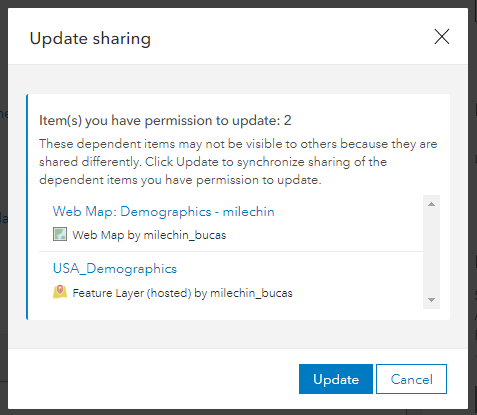 Update sharing
Item(s) you have permission to update: 2
These dependent items may not be visible to others because they are
shared differently. Click Update to synchronize sharing of the
dependent items you have permission to update.
Web Map: Demographics - milechin
Web Map by milechin_bucas
USA_Demographics
Feature Layer (hosted) by milechin_bucas
Update Cancel